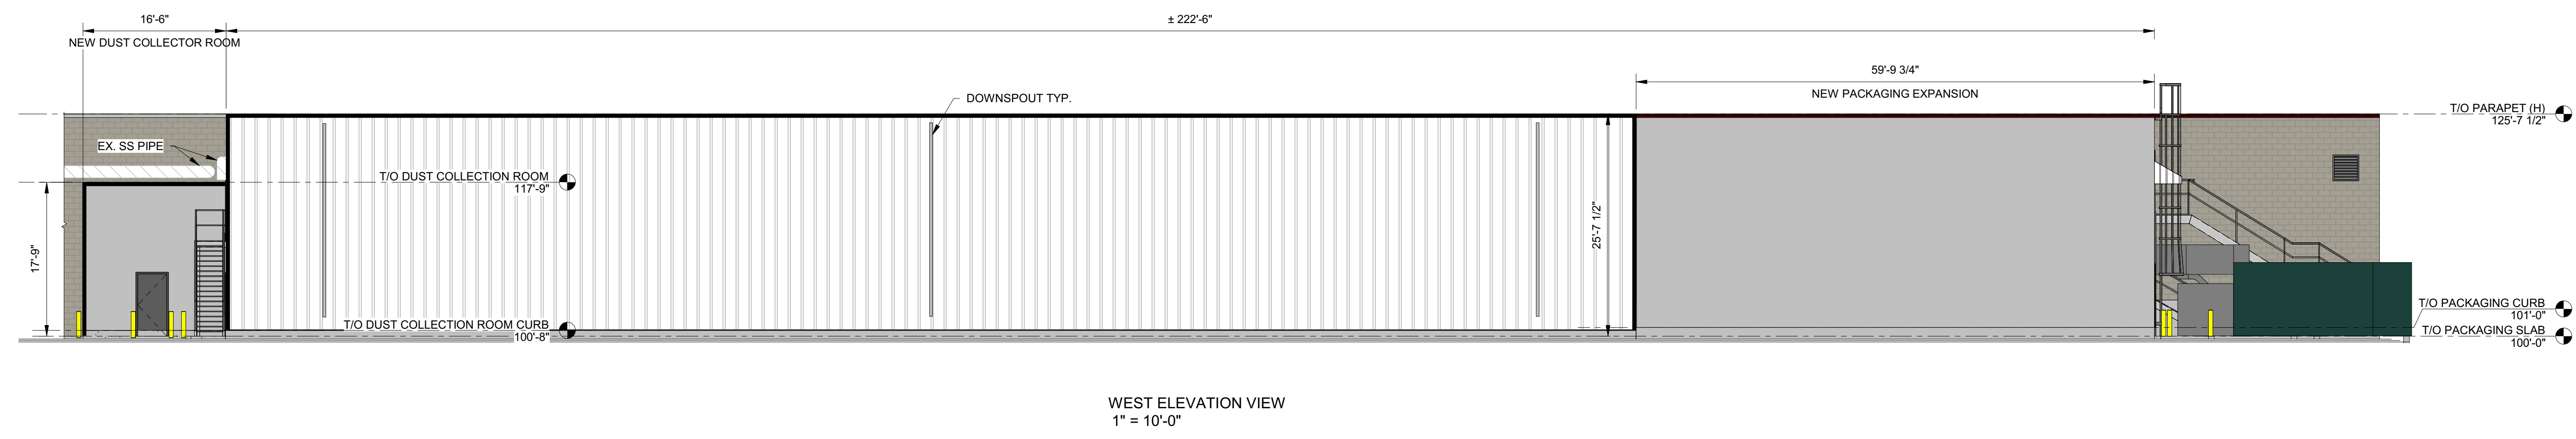 16'-6"
± 222'-6"
NEW DUST COLLECTOR ROOM
59'-9 3/4"
NEW PACKAGING EXPANSION
DOWNSPOUT TYP.
T/O PARAPET (H)
125'-7 1/2"
EX. SS PIPE
T/O DUST COLLECTION ROOM
117'-9"
17'-9"
25'-7 1/2"
T/O DUST COLLECTION ROOM CURB
100'-8"
T/O PACKAGING CURB
101'-0"
T/O PACKAGING SLAB
100'-0"
WEST ELEVATION VIEW
1" = 10'-0"